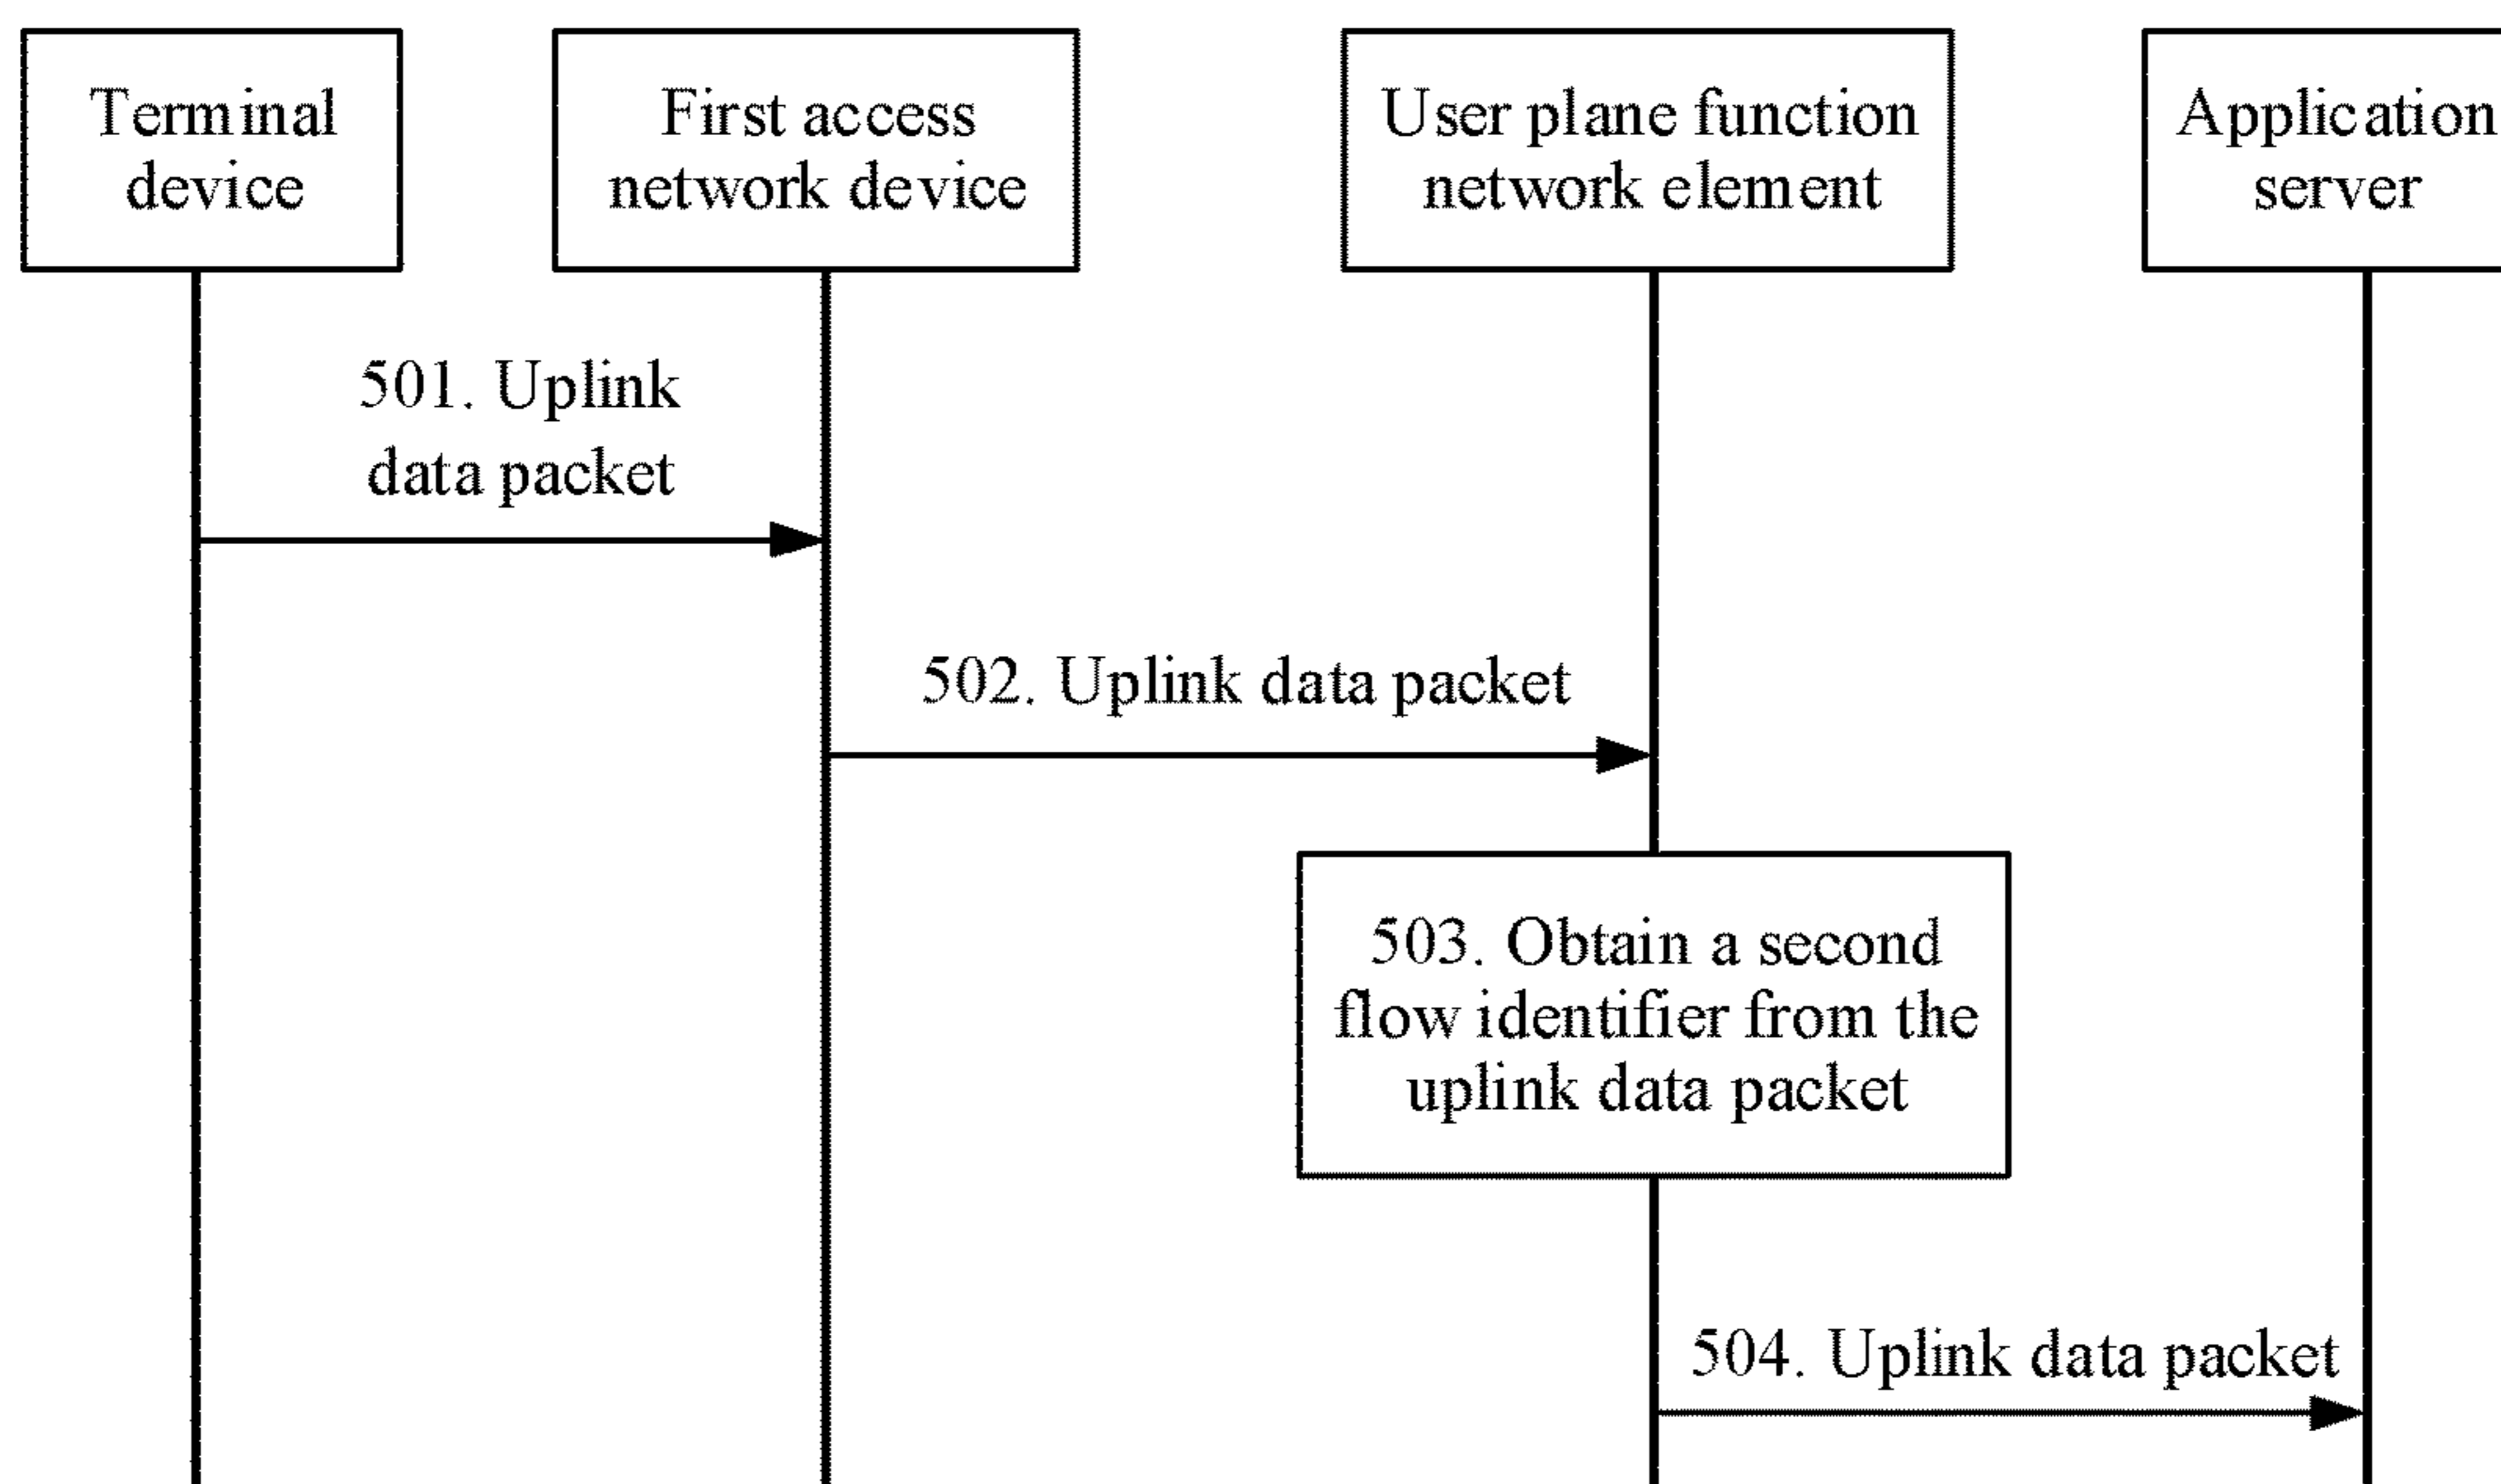 Terminal
device
First access
network device
User plane function
network element
Application
server
501. Uplink
data packet
502. Uplink data packet
503. Obtain a second
flow identifier from the
uplink data packet
504. Uplink data packet